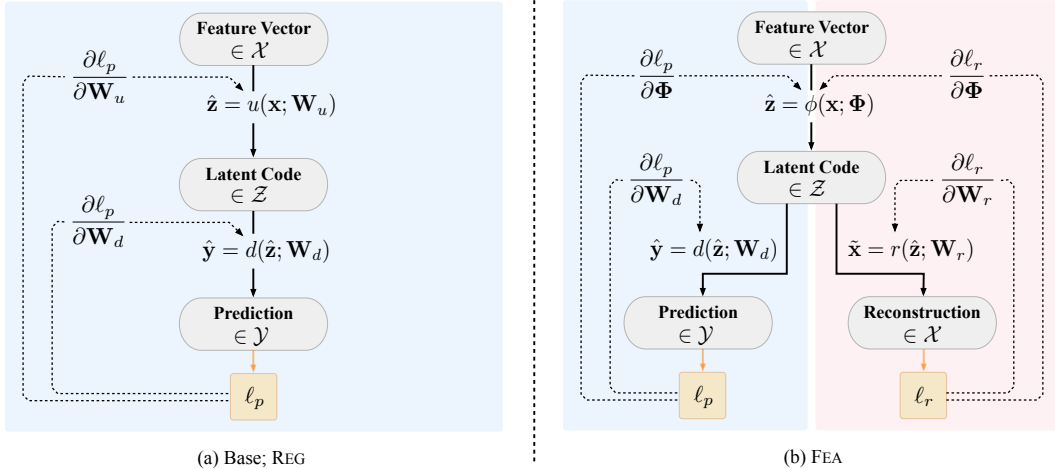 Feature Vector
∈ 𝒳
∂ℓ_p
∂𝐖_u
ẑ = u(𝐱; 𝐖_u)
Latent Code
∈ 𝒵
∂ℓ_p
∂𝐖_d
ŷ = d(ẑ; 𝐖_d)
Prediction
∈ 𝒴
ℓ_p
(a) Base; REG
Feature Vector
∈ 𝒳
∂ℓ_p
∂𝚽
∂ℓ_r
∂𝚽
ẑ = ϕ(𝐱; 𝚽)
Latent Code
∈ 𝒵
∂ℓ_p
∂𝐖_d
∂ℓ_r
∂𝐖_r
ŷ = d(ẑ; 𝐖_d)
x̃ = r(ẑ; 𝐖_r)
Prediction
∈ 𝒴
Reconstruction
∈ 𝒳
ℓ_p
ℓ_r
(b) FEA